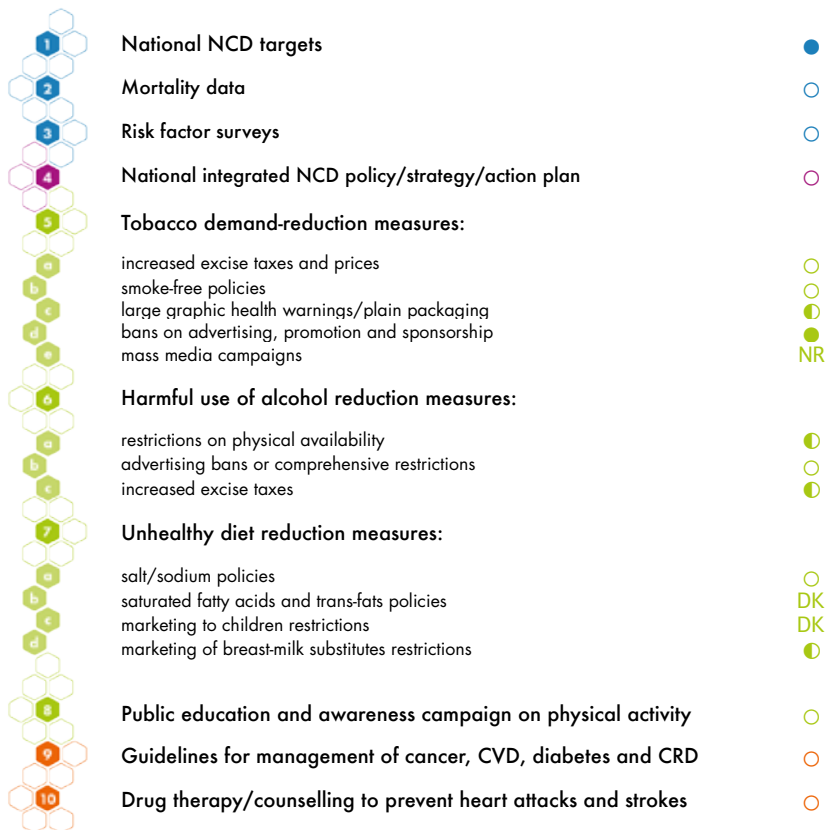 1 National NCD targets ●
2 Mortality data ○
3 Risk factor surveys ○
4 National integrated NCD policy/strategy/action plan ○
5 Tobacco demand-reduction measures:
a increased excise taxes and prices ○
b smoke-free policies ○
c large graphic health warnings/plain packaging ◐
d bans on advertising, promotion and sponsorship ●
e mass media campaigns NR
6 Harmful use of alcohol reduction measures:
a restrictions on physical availability ◐
b advertising bans or comprehensive restrictions ○
c increased excise taxes ◐
7 Unhealthy diet reduction measures:
a salt/sodium policies ○
b saturated fatty acids and trans-fats policies DK
c marketing to children restrictions DK
d marketing of breast-milk substitutes restrictions ◐
8 Public education and awareness campaign on physical activity ○
9 Guidelines for management of cancer, CVD, diabetes and CRD ○
10 Drug therapy/counselling to prevent heart attacks and strokes ○